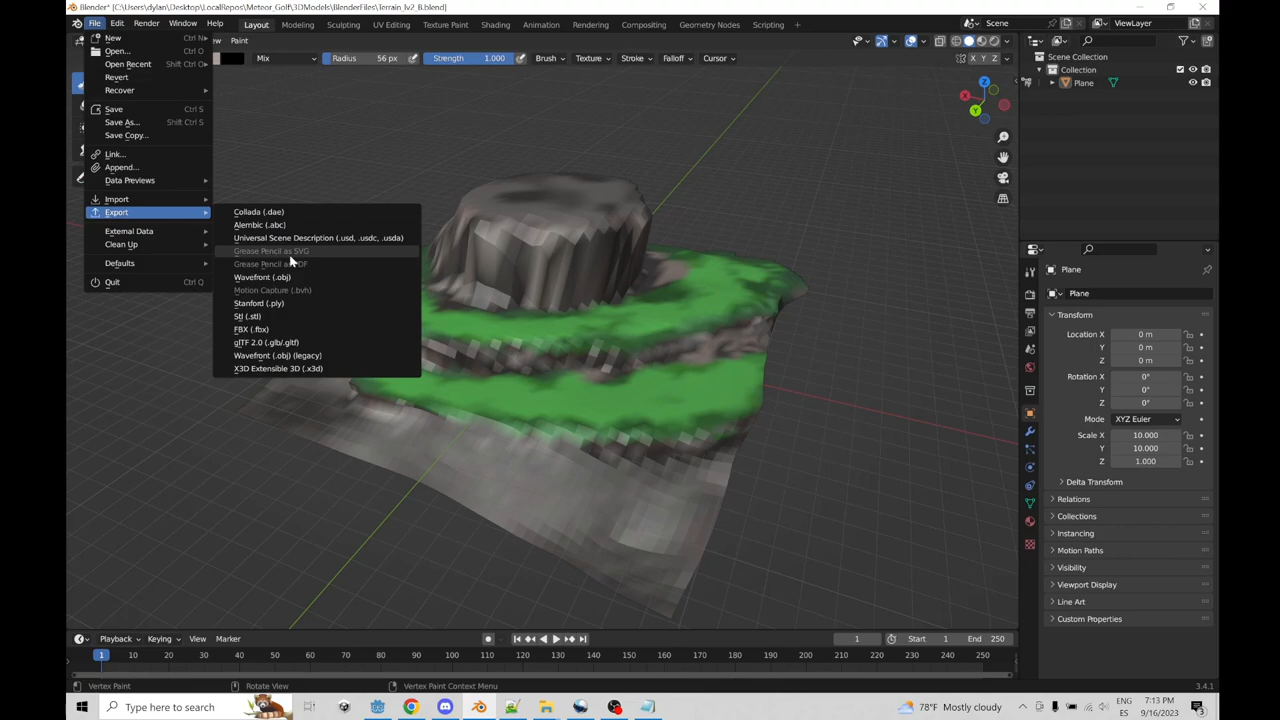 Blender* [C:\Users\dylan\Desktop\LocalRepos\Meteor_Golf\3DModels\BlenderFiles\Terrain_lv2_B.blend]
File Edit Render Window Help Layout Modeling Sculpting UV Editing Texture Paint Shading Animation Rendering Compositing Geometry Nodes Scripting Scene ViewLayer
Paint
Mix Radius 56 px Strength 1.000 Brush Texture Stroke Falloff Cursor X Y Z
New Ctrl N
Open... Ctrl O
Open Recent Shift Ctrl O
Revert
Recover
Save Ctrl S
Save As... Shift Ctrl S
Save Copy...
Link...
Append...
Data Previews
Import
Export
External Data
Clean Up
Defaults
Quit Ctrl Q
Collada (.dae)
Alembic (.abc)
Universal Scene Description (.usd, .usdc, .usda)
Grease Pencil as SVG
Grease Pencil as PDF
Wavefront (.obj)
Motion Capture (.bvh)
Stanford (.ply)
Stl (.stl)
FBX (.fbx)
glTF 2.0 (.glb/.gltf)
Wavefront (.obj) (legacy)
X3D Extensible 3D (.x3d)
Z
X
Y
Scene Collection
Collection
Plane
Plane
Plane
Transform
Location X 0 m
Y 0 m
Z 0 m
Rotation X 0°
Y 0°
Z 0°
Mode XYZ Euler
Scale X 10.000
Y 10.000
Z 1.000
Delta Transform
Relations
Collections
Instancing
Motion Paths
Visibility
Viewport Display
Line Art
Custom Properties
Playback Keying View Marker 1 Start 1 End 250
1 10 20 30 40 50 60 70 80 90 100 110 120 130 140 150 160 170 180 190 200 210 220 230 240 250
Vertex Paint Rotate View Vertex Paint Context Menu 3.4.1
Type here to search
78°F Mostly cloudy
ENG
ES
7:13 PM
9/16/2023
3